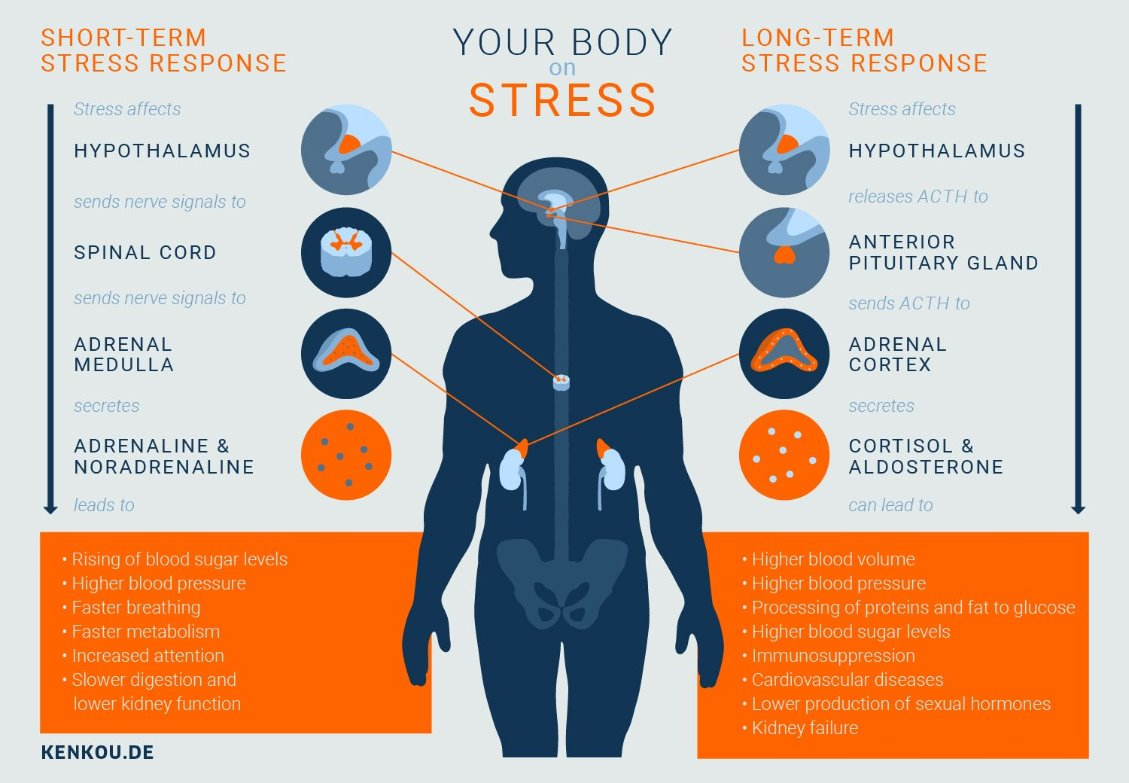 SHORT-TERM
STRESS RESPONSE
Stress affects
HYPOTHALAMUS
sends nerve signals to
SPINAL CORD
sends nerve signals to
ADRENAL
MEDULLA
secretes
ADRENALINE &
NORADRENALINE
leads to
• Rising of blood sugar levels
• Higher blood pressure
• Faster breathing
• Faster metabolism
• Increased attention
• Slower digestion and
lower kidney function
KENKOU.DE
YOUR BODY
on
STRESS
LONG-TERM
STRESS RESPONSE
Stress affects
HYPOTHALAMUS
releases ACTH to
ANTERIOR
PITUITARY GLAND
sends ACTH to
ADRENAL
CORTEX
secretes
CORTISOL &
ALDOSTERONE
can lead to
• Higher blood volume
• Higher blood pressure
• Processing of proteins and fat to glucose
• Higher blood sugar levels
• Immunosuppression
• Cardiovascular diseases
• Lower production of sexual hormones
• Kidney failure